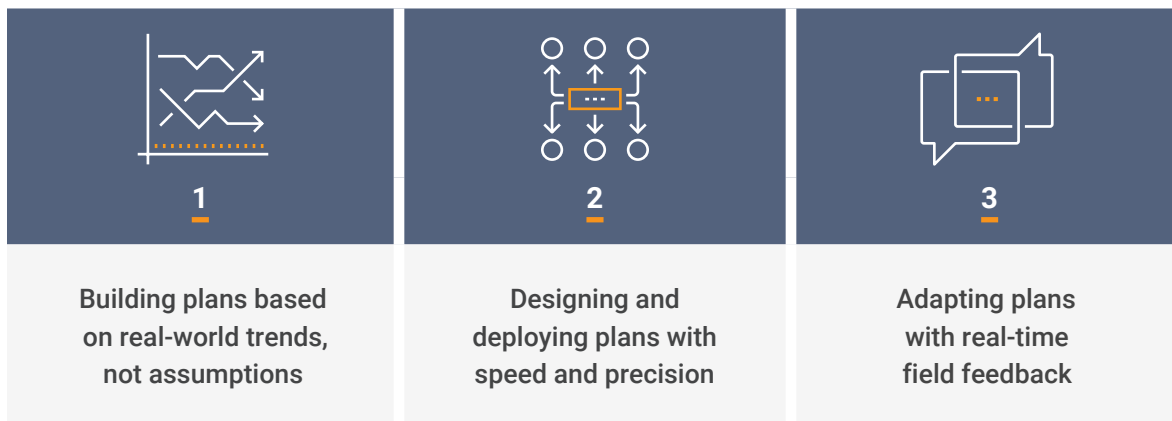 1
Building plans based
on real-world trends,
not assumptions
2
Designing and
deploying plans with
speed and precision
3
Adapting plans
with real-time
field feedback